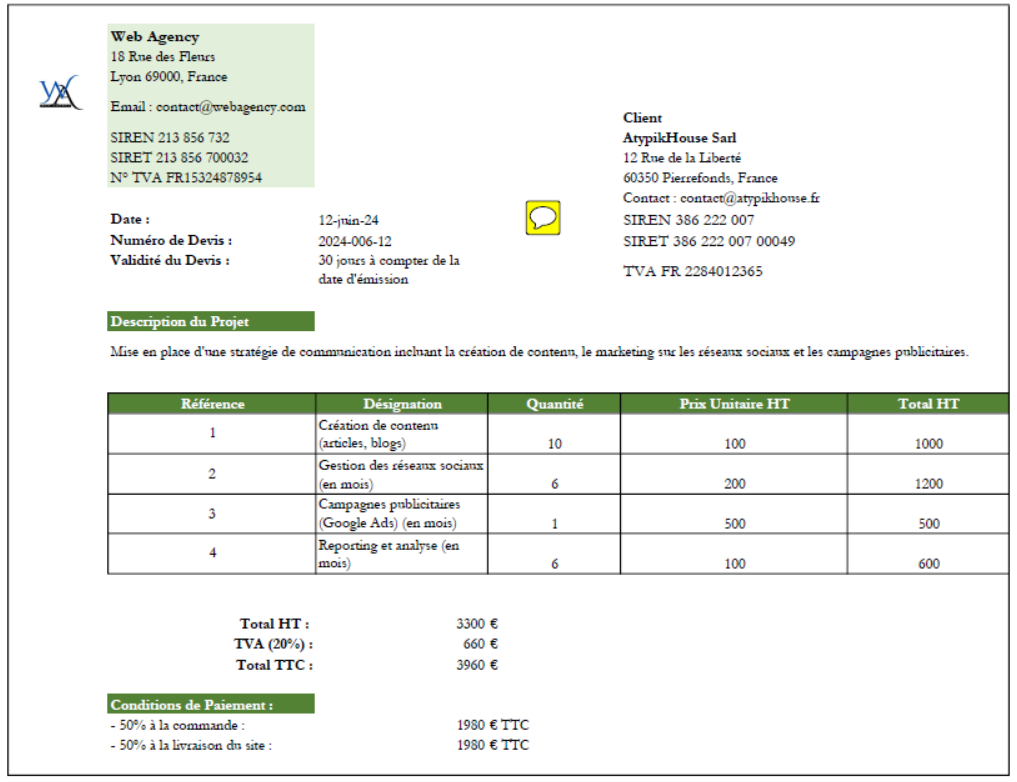 Web Agency
18 Rue des Fleurs
Lyon 69000, France
Email : contact@webagency.com
SIREN 213 856 732
SIRET 213 856 700032
N° TVA FR15324878954
WA
Client
AtypikHouse Sarl
12 Rue de la Liberté
60350 Pierrefonds, France
Contact : contact@atypikhouse.fr
SIREN 386 222 007
SIRET 386 222 007 00049
TVA FR 2284012365
Date : 12-juin-24
Numéro de Devis : 2024-006-12
Validité du Devis : 30 jours à compter de la
date d'émission
Description du Projet
Mise en place d'une stratégie de communication incluant la création de contenu, le marketing sur les réseaux sociaux et les campagnes publicitaires.
Référence Désignation Quantité Prix Unitaire HT Total HT
1 Création de contenu
(articles, blogs) 10 100 1000
2 Gestion des réseaux sociaux
(en mois) 6 200 1200
3 Campagnes publicitaires
(Google Ads) (en mois) 1 500 500
4 Reporting et analyse (en
mois) 6 100 600
Total HT : 3300 €
TVA (20%) : 660 €
Total TTC : 3960 €
Conditions de Paiement :
- 50% à la commande : 1980 € TTC
- 50% à la livraison du site : 1980 € TTC